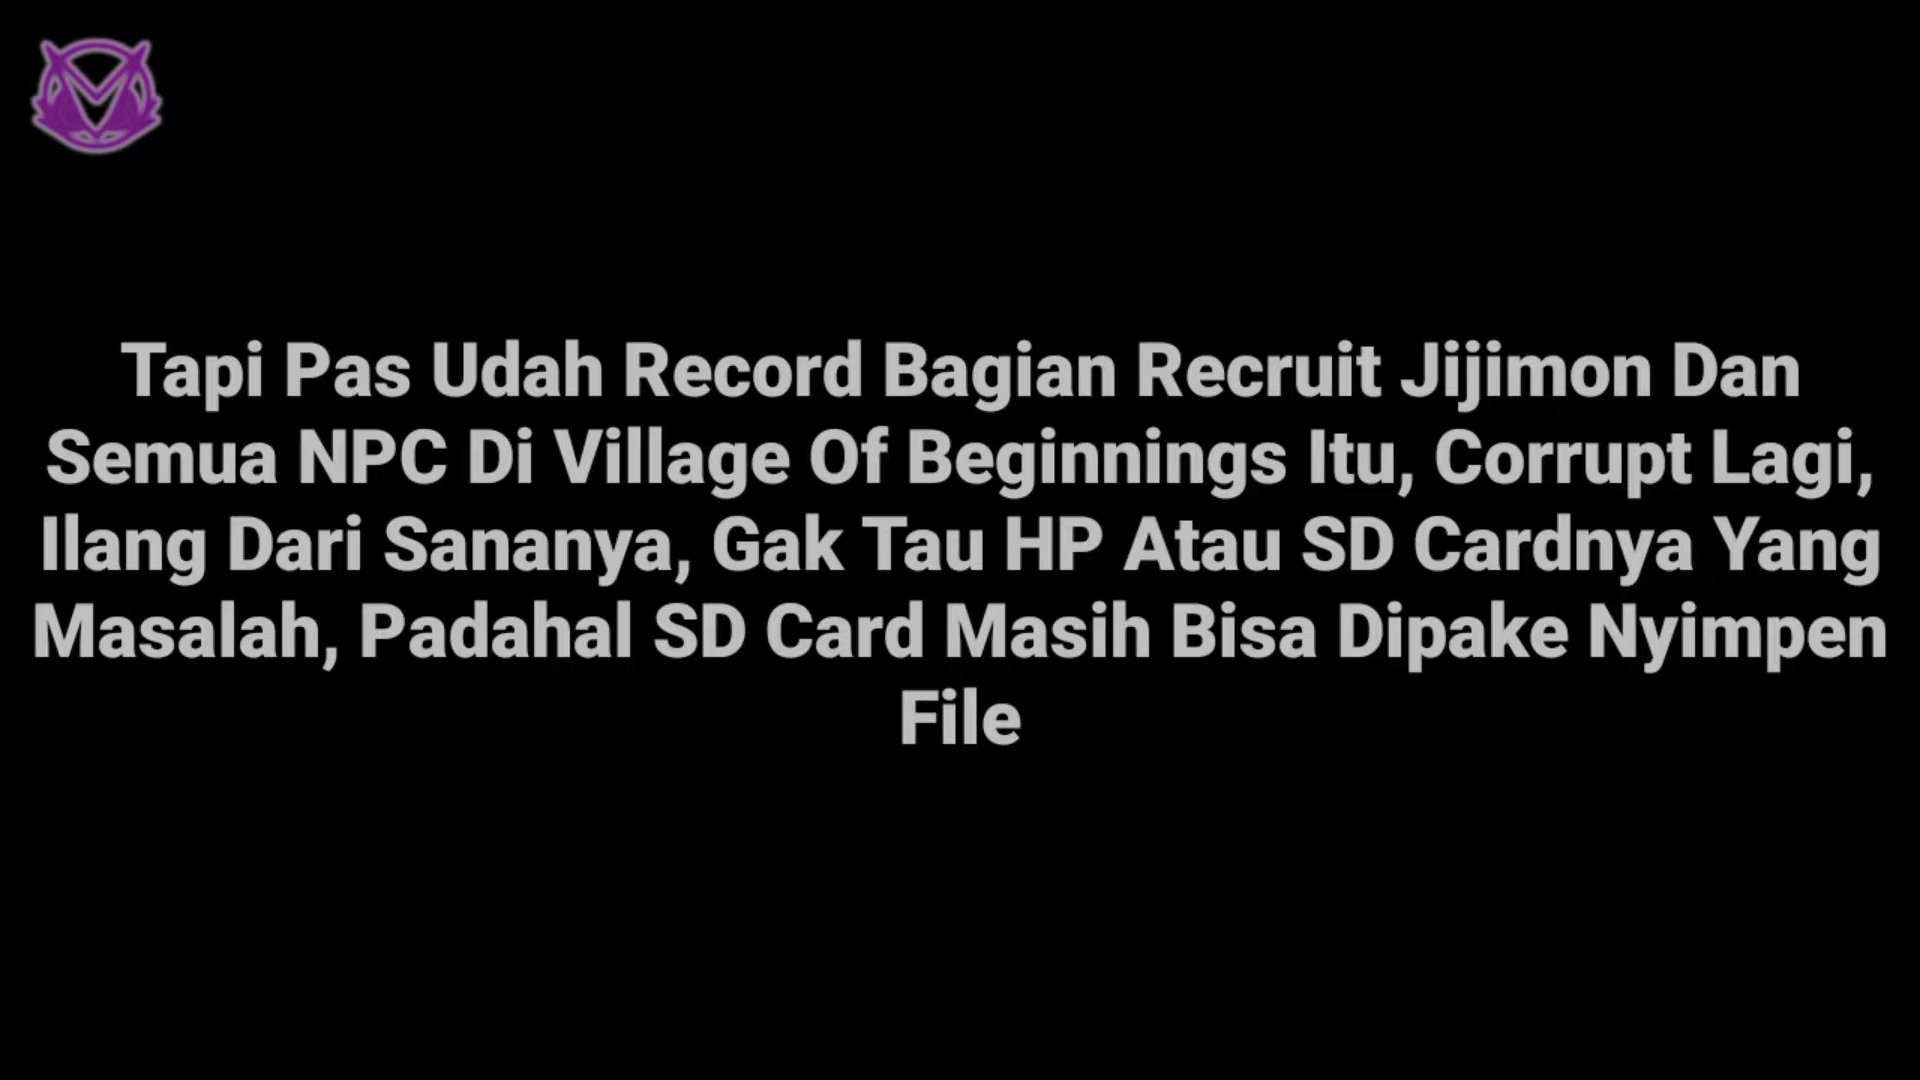 Tapi Pas Udah Record Bagian Recruit Jijimon Dan
Semua NPC Di Village Of Beginnings Itu, Corrupt Lagi,
Ilang Dari Sananya, Gak Tau HP Atau SD Cardnya Yang
Masalah, Padahal SD Card Masih Bisa Dipake Nyimpen
File